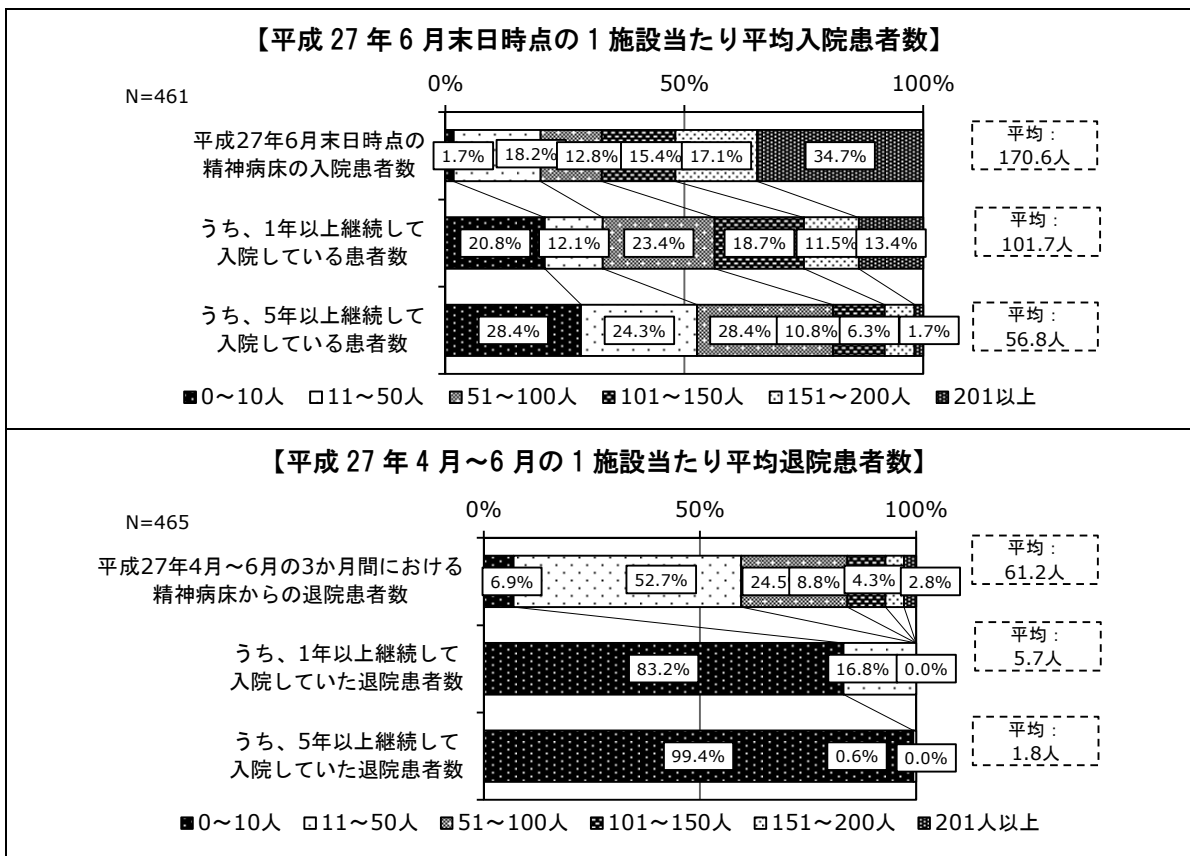 【平成 27 年 6 月末日時点の 1 施設当たり平均入院患者数】
N=461
0% 50% 100%
平成27年6月末日時点の
精神病床の入院患者数
1.7% 18.2% 12.8% 15.4% 17.1% 34.7%
平均：
170.6人
うち、1年以上継続して
入院している患者数
20.8% 12.1% 23.4% 18.7% 11.5% 13.4%
平均：
101.7人
うち、5年以上継続して
入院している患者数
28.4% 24.3% 28.4% 10.8% 6.3% 1.7%
平均：
56.8人
0～10人 11～50人 51～100人 101～150人 151～200人 201以上
【平成 27 年 4 月～6 月の 1 施設当たり平均退院患者数】
N=465
0% 50% 100%
平成27年4月～6月の3か月間における
精神病床からの退院患者数
6.9% 52.7% 24.5 8.8% 4.3% 2.8%
平均：
61.2人
うち、1年以上継続して
入院していた退院患者数
83.2% 16.8% 0.0%
平均：
5.7人
うち、5年以上継続して
入院していた退院患者数
99.4% 0.6% 0.0%
平均：
1.8人
0～10人 11～50人 51～100人 101～150人 151～200人 201人以上